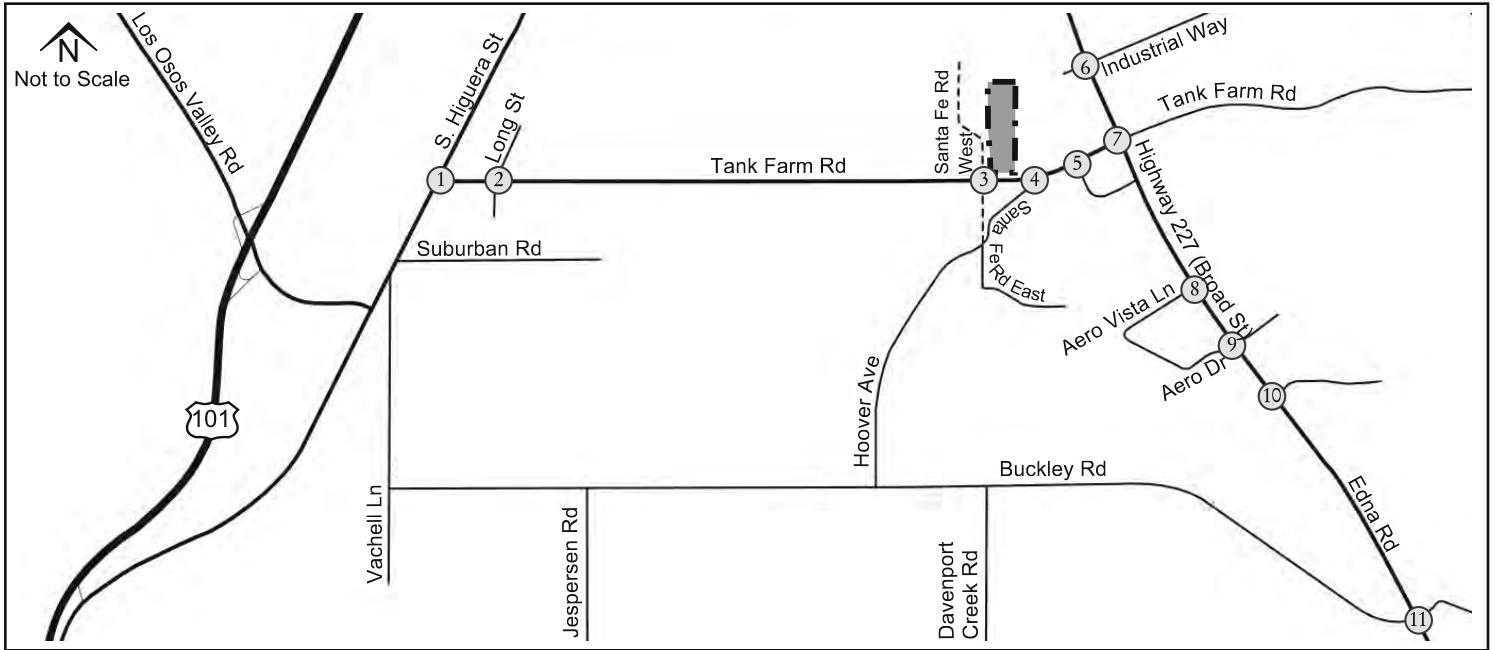 N
Not to Scale
Los Osos Valley Rd
S. Higuera St
Long St
Santa Fe Rd
West
6
Industrial Way
Tank Farm Rd
7
5
1
2
Tank Farm Rd
3
4
Santa
Fe
Rd East
Highway 227 (Broad St)
Suburban Rd
8
Aero Vista Ln
9
Aero Dr
10
101
Hoover Ave
Buckley Rd
Edna Rd
Vachell Ln
Jespersen Rd
Davenport
Creek Rd
11